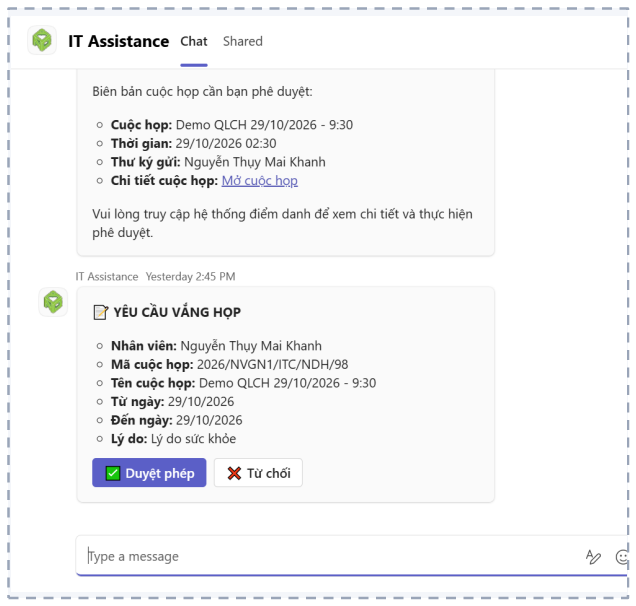 IT Assistance Chat Shared
Biên bản cuộc họp cần bạn phê duyệt:
Cuộc họp: Demo QLCH 29/10/2026 - 9:30
Thời gian: 29/10/2026 02:30
Thư ký gửi: Nguyễn Thụy Mai Khanh
Chi tiết cuộc họp: Mở cuộc họp
Vui lòng truy cập hệ thống điểm danh để xem chi tiết và thực hiện
phê duyệt.
IT Assistance Yesterday 2:45 PM
YÊU CẦU VẮNG HỌP
Nhân viên: Nguyễn Thụy Mai Khanh
Mã cuộc họp: 2026/NVGN1/ITC/NDH/98
Tên cuộc họp: Demo QLCH 29/10/2026 - 9:30
Từ ngày: 29/10/2026
Đến ngày: 29/10/2026
Lý do: Lý do sức khỏe
Duyệt phép Từ chối
Type a message